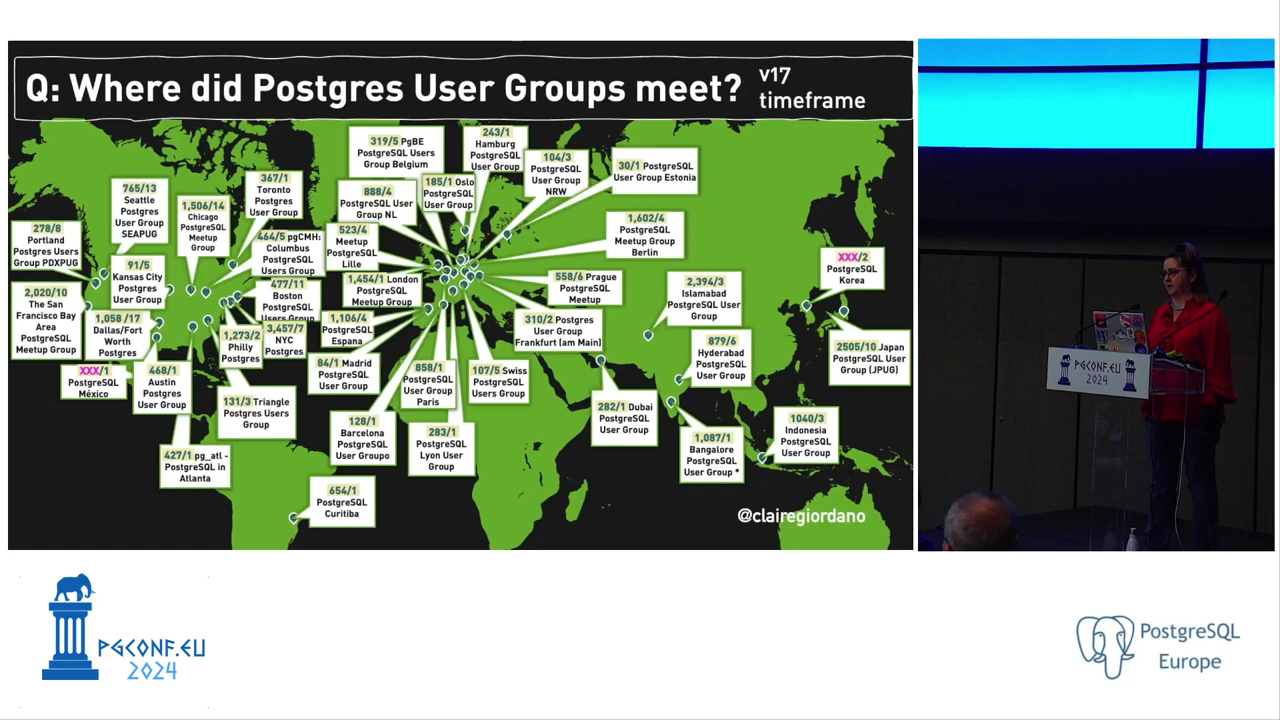 Q: Where did Postgres User Groups meet?
v17
timeframe
319/5 PgBE
PostgreSQL Users
Group Belgium
243/1
Hamburg
PostgreSQL
User Group
104/3
PostgreSQL
User Group
NRW
30/1 PostgreSQL
User Group Estonia
765/13
Seattle
Postgres
User Group
SEAPUG
367/1
Toronto
Postgres
User Group
888/4
PostgreSQL User
Group NL
185/1 Oslo
PostgreSQL
User Group
1,506/14
Chicago
PostgreSQL
Meetup
Group
278/8
Portland
Postgres Users
Group PDXPUG
464/5 pgCMH:
Columbus
PostgreSQL
Users Group
523/4
Meetup
PostgreSQL
Lille
1,602/4
PostgreSQL
Meetup Group
Berlin
91/5
Kansas City
Postgres
User Group
XXX/2
PostgreSQL
Korea
477/11
Boston
PostgreSQL
Users Group
1,454/1 London
PostgreSQL
Meetup Group
558/6 Prague
PostgreSQL
Meetup
2,394/3
Islamabad
PostgreSQL User
Group
2,020/10
The San
Francisco Bay
Area
PostgreSQL
Meetup Group
1,058 /17
Dallas/Fort
Worth
Postgres
1,273/2
Philly
Postgres
3,457/7
NYC
Postgres
1,106/4
PostgreSQL
Espana
310/2 Postgres
User Group
Frankfurt (am Main)
879/6
Hyderabad
PostgreSQL
User Group
2505/10 Japan
PostgreSQL User
Group (JPUG)
XXX/1
PostgreSQL
México
468/1
Austin
Postgres
User Group
84/1 Madrid
PostgreSQL
User Group
858/1
PostgreSQL
User Group
Paris
107/5 Swiss
PostgreSQL
Users Group
131/3 Triangle
Postgres Users
Group
128/1
Barcelona
PostgreSQL
User Groupo
283/1
PostgreSQL
Lyon User
Group
282/1 Dubai
PostgreSQL
User Group
1,087/1
Bangalore
PostgreSQL
User Group *
1040/3
Indonesia
PostgreSQL
User Group
427/1 pg_atl -
PostgreSQL in
Atlanta
654/1
PostgreSQL
Curitiba
@clairegiordano
PGCONF.EU
2024
PGCONF.EU
2024
PostgreSQL
Europe